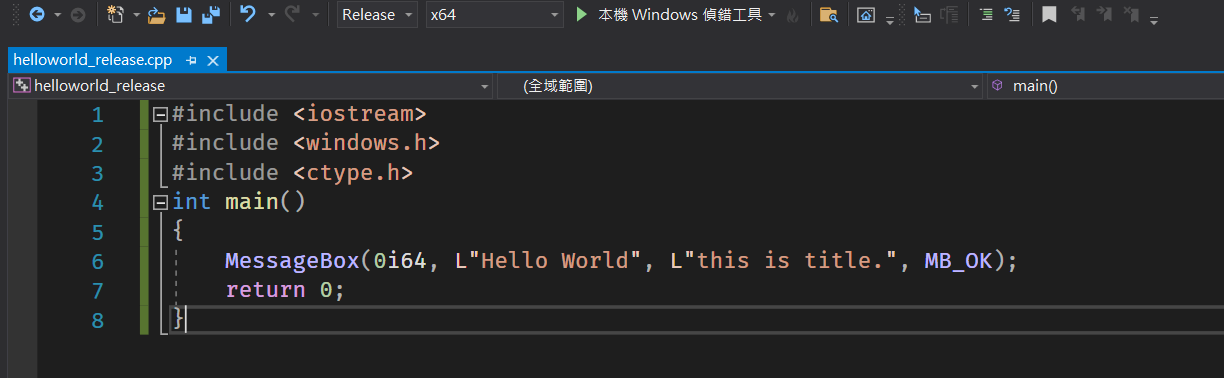 Release x64 本機 Windows 偵錯工具
helloworld_release.cpp
helloworld_release (全域範圍) main()
1 #include <iostream>
2 #include <windows.h>
3 #include <ctype.h>
4 int main()
5 {
6 MessageBox(0i64, L"Hello World", L"this is title.", MB_OK);
7 return 0;
8 }